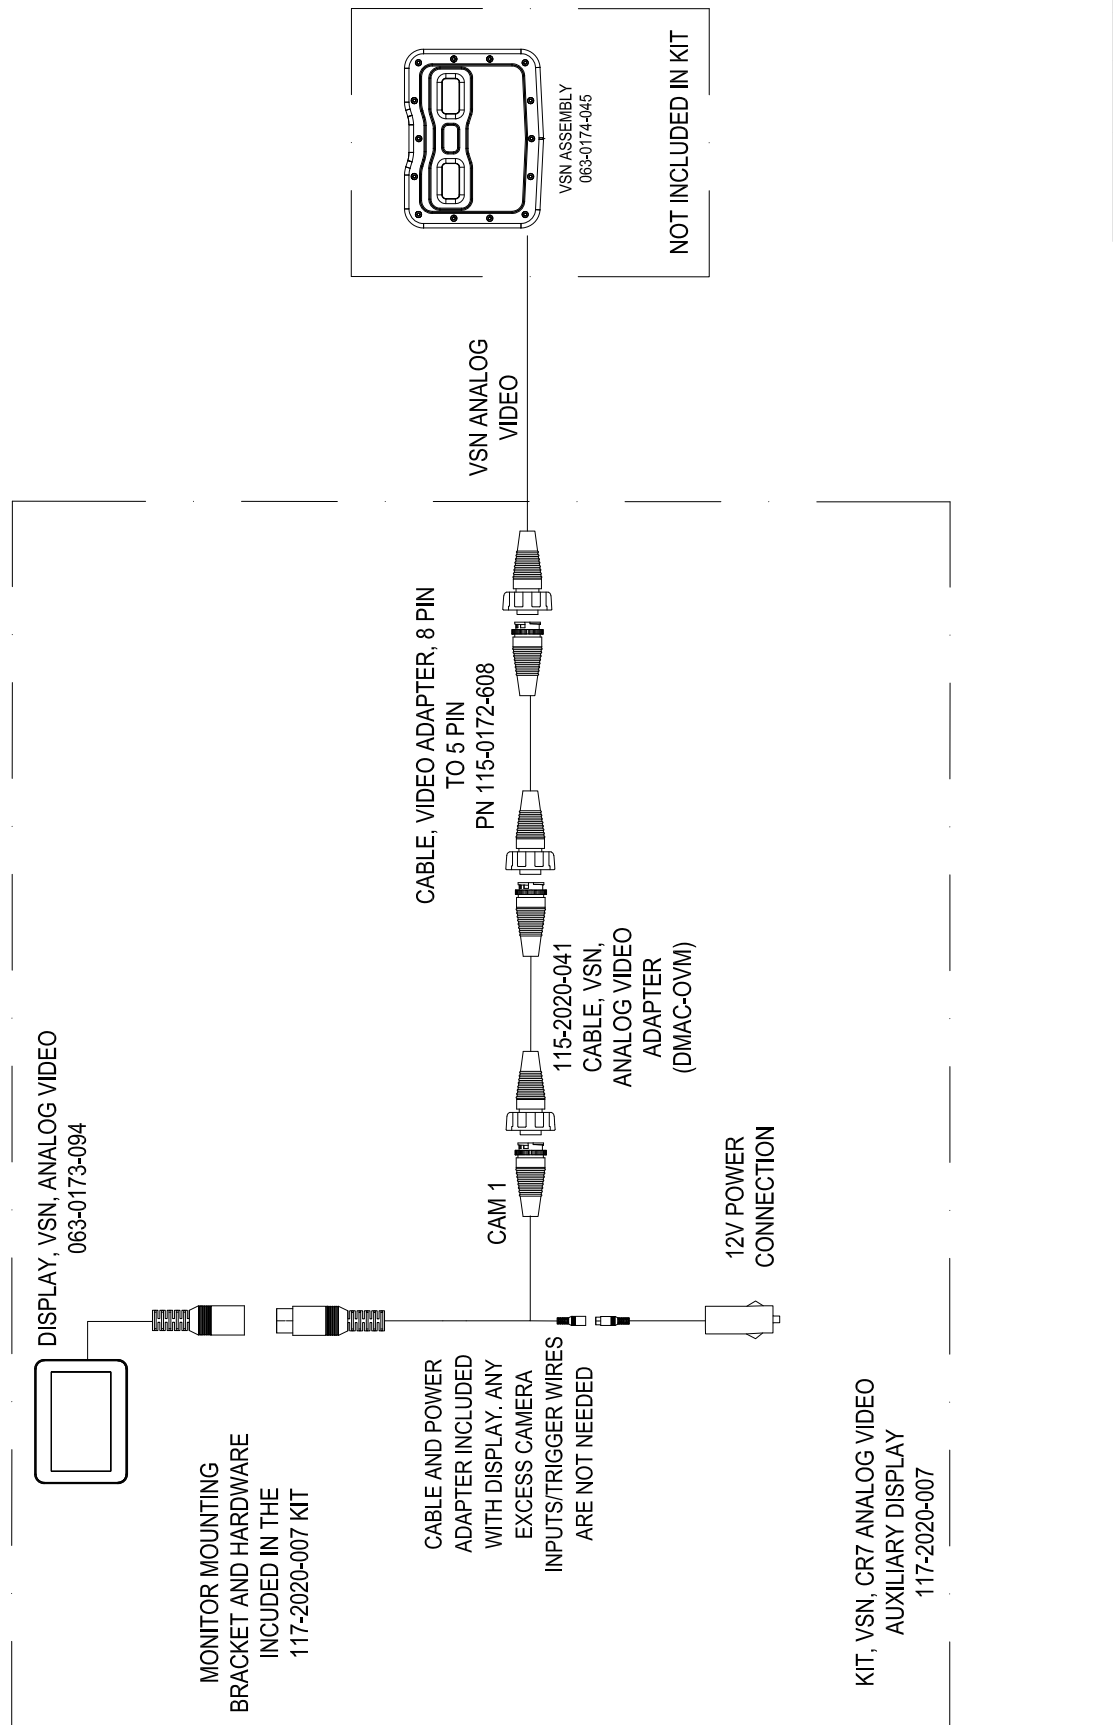 DISPLAY, VSN, ANALOG VIDEO
063-0173-094
MONITOR MOUNTING
BRACKET AND HARDWARE
INCUDED IN THE
117-2020-007 KIT
CABLE AND POWER
ADAPTER INCLUDED
WITH DISPLAY. ANY
EXCESS CAMERA
INPUTS/TRIGGER WIRES
ARE NOT NEEDED
CAM 1
12V POWER
CONNECTION
115-2020-041
CABLE, VSN,
ANALOG VIDEO
ADAPTER
(DMAC-OVM)
CABLE, VIDEO ADAPTER, 8 PIN
TO 5 PIN
PN 115-0172-608
VSN ANALOG
VIDEO
VSN ASSEMBLY
063-0174-045
NOT INCLUDED IN KIT
KIT, VSN, CR7 ANALOG VIDEO
AUXILIARY DISPLAY
117-2020-007